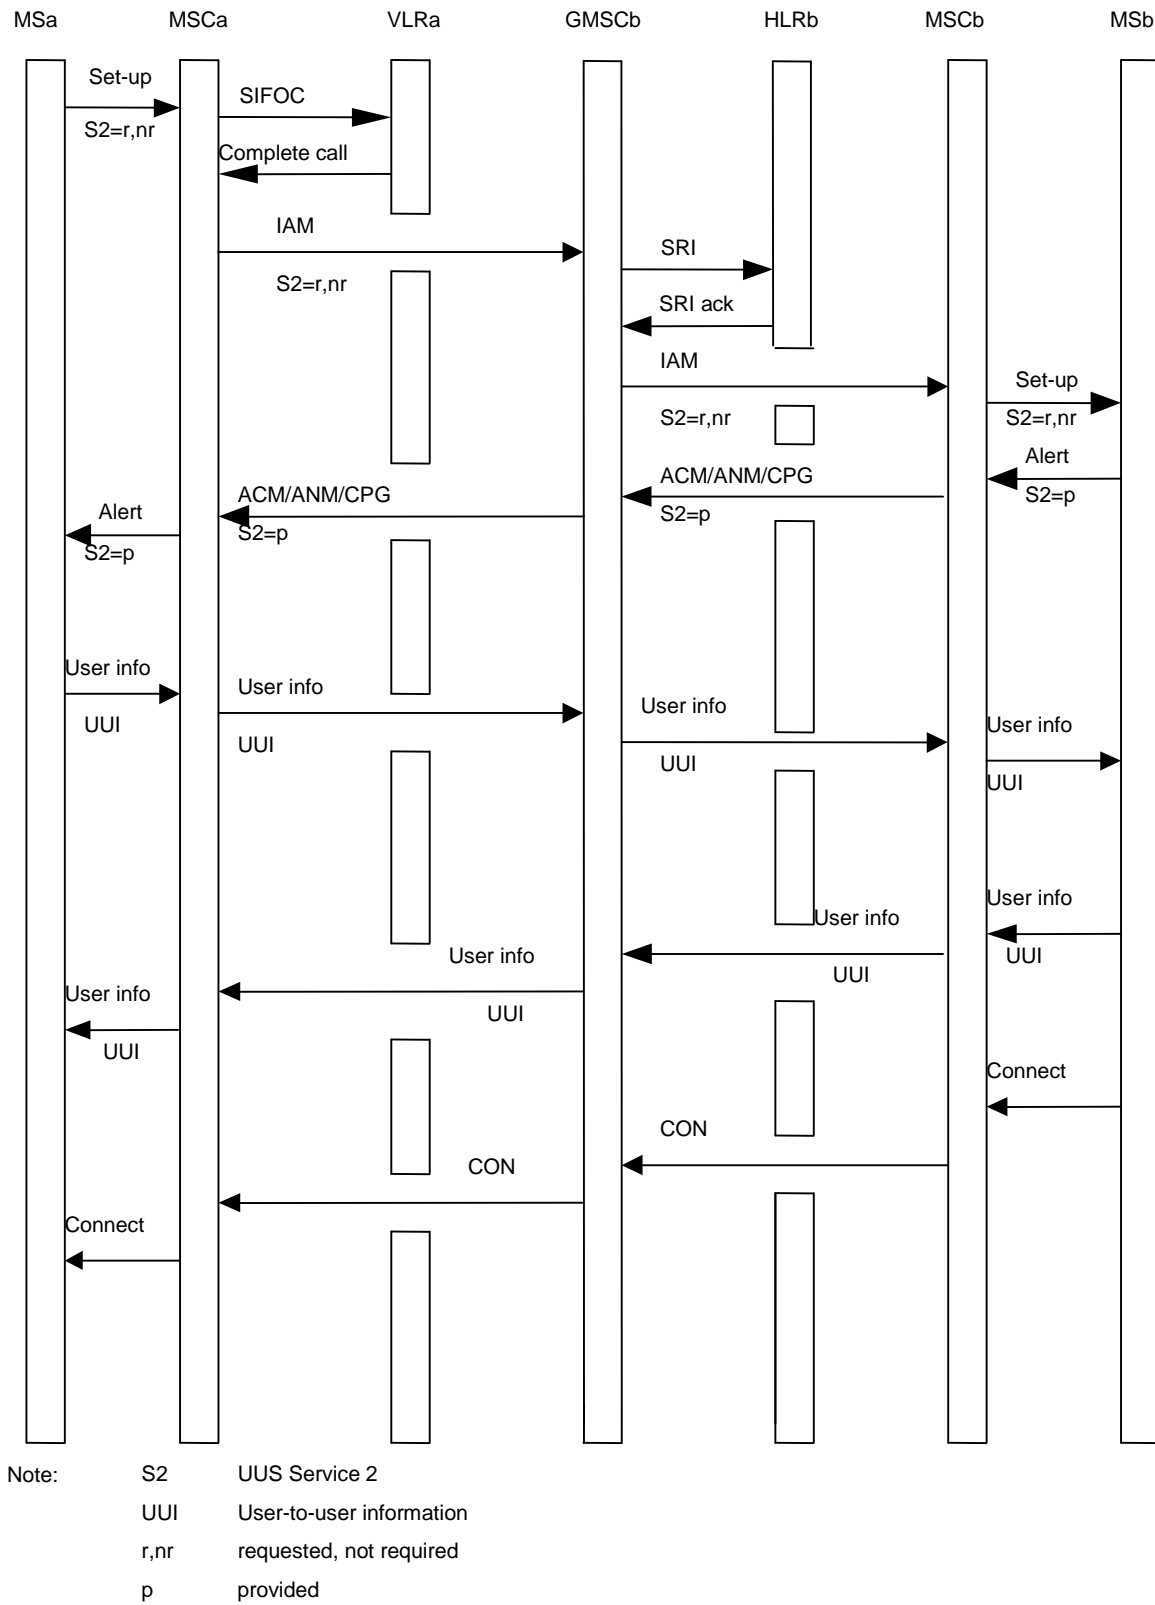 MSa MSCa VLRa GMSCb HLRb MSCb MSb
Set-up
SIFOC
S2=r,nr
Complete call
IAM
SRI
S2=r,nr
SRI ack
IAM
Set-up
S2=r,nr
S2=r,nr
Alert
ACM/ANM/CPG
S2=p
ACM/ANM/CPG
Alert
S2=p
S2=p
S2=p
User info
User info
User info
UUI
User info
UUI
UUI
UUI
User info
User info
User info
UUI
UUI
User info
UUI
UUI
Connect
CON
CON
Connect
Note: S2 UUS Service 2
UUI User-to-user information
r,nr requested, not required
p provided